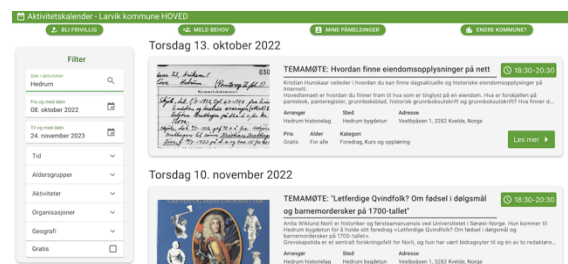 Aktivitetskalender - Larvik kommune HOVED
BLI FRIVILLIG
MELD BEHOV
MINE PÅMELDINGER
ENDRE KOMMUNE?
Filter
Søk i aktiviteter
Hedrum
Fra og med dato
08. oktober 2022
Til og med dato
24. november 2023
Tid
Aldersgrupper
Aktiviteter
Organisasjoner
Geografi
Gratis
Torsdag 13. oktober 2022
TEMAMØTE: Hvordan finne eiendomsopplysninger på nett
18:30-20:30
Kristian Hunskaar veileder i hvordan du kan finne dagsaktuelle og historiske eiendomsopplysninger på
internett.
Hovedtemaet er hvordan du finner fram til hva som er tinglyst på en eiendom. Hva er forskjellen på
pantebok, panteregister, grunnboksblad, historisk grunnboksutskrift og grunnboksutskrift? Hva finner d...
Arrangør Sted Adresse
Hedrum historielag Hedrum bygdetun Vestbyåsen 1, 3282 Kvelde, Norge
Pris Alder Kategori
Gratis For alle Foredrag, Kurs og opplæring
Les mer
Torsdag 10. november 2022
TEMAMØTE: "Letferdige Qvindfolk? Om fødsel i dølgsmål
og barnemordersker på 1700-tallet"
18:30-20:30
Anita Wiklund Norli er historiker og førsteamanuensis ved Universitetet i Sørøst-Norge. Hun kommer til
Hedrum bygdetun for å holde sitt foredrag «Letferdige Qvindfolk? Om fødsel i dølgsmål og
barnemordersker på 1700-tallet».
Grevskapstida er et sentralt forskningsfelt for Norli, og hun har vært bidragsyter til og én av to redaktøre...
Arrangør Sted Adresse
Hedrum historielag Hedrum bygdetun Vestbyåsen 1, 3282 Kvelde, Norge